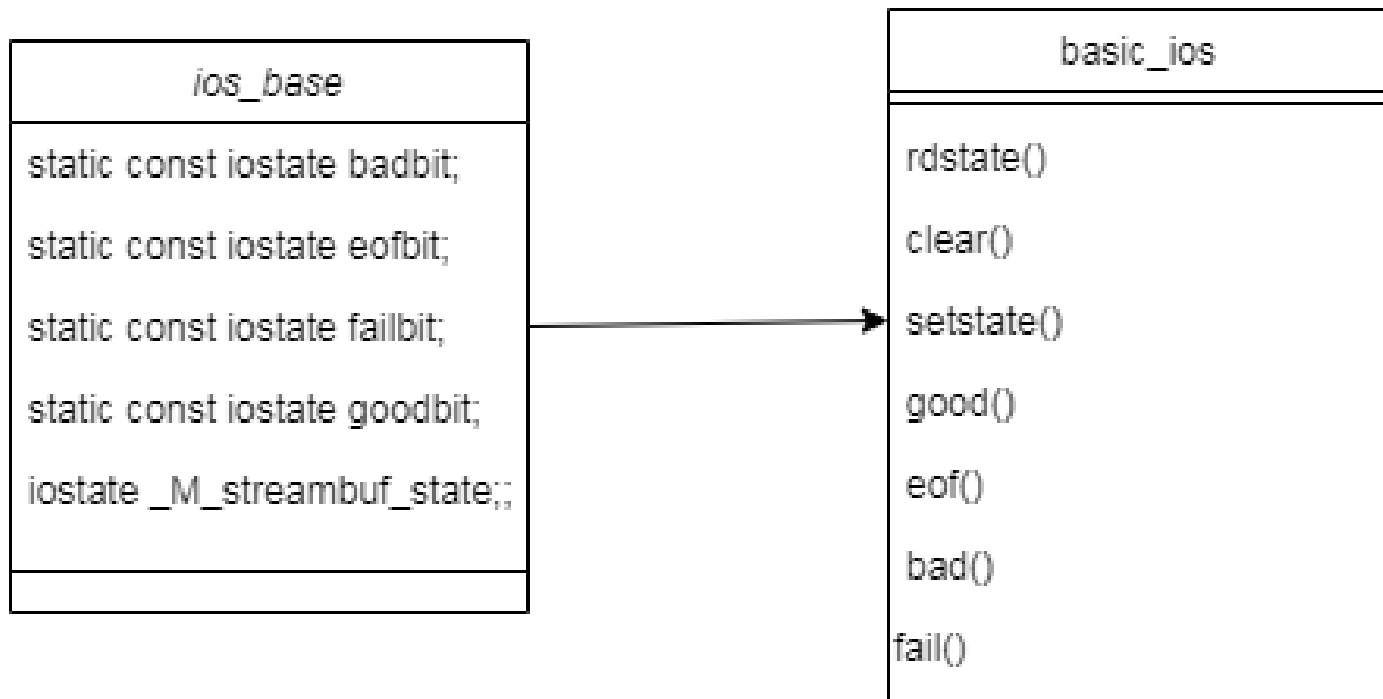 ios_base
static const iostate badbit;
static const iostate eofbit;
static const iostate failbit;
static const iostate goodbit;
iostate _M_streambuf_state;;
basic_ios
rdstate()
clear()
setstate()
good()
eof()
bad()
fail()